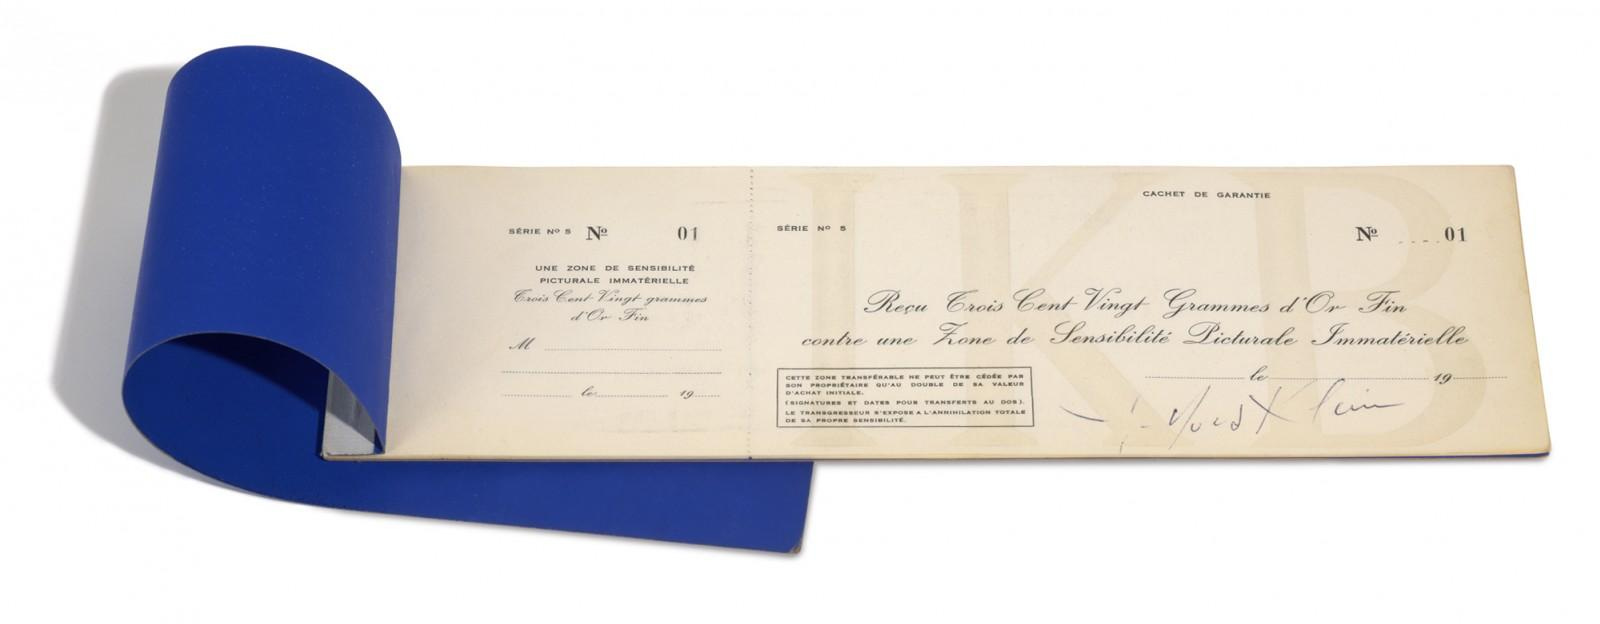 SÉRIE Nº 5 Nº 01
UNE ZONE DE SENSIBILITÉ
PICTURALE IMMATÉRIELLE
Trois Cent Vingt grammes
d'Or Fin
M
le 19
CACHET DE GARANTIE
SÉRIE Nº 5 Nº 01
IKB
Reçu Trois Cent Vingt Grammes d'Or Fin
contre une Zone de Sensibilité Picturale Immatérielle
le 19
CETTE ZONE TRANSFÉRABLE NE PEUT ÊTRE CÉDÉE PAR
SON PROPRIÉTAIRE QU'AU DOUBLE DE SA VALEUR
D'ACHAT INITIALE.
(SIGNATURES ET DATES POUR TRANSFERTS AU DOS).
LE TRANSGRESSEUR S'EXPOSE A L'ANNIHILATION TOTALE
DE SA PROPRE SENSIBILITÉ.
Klein